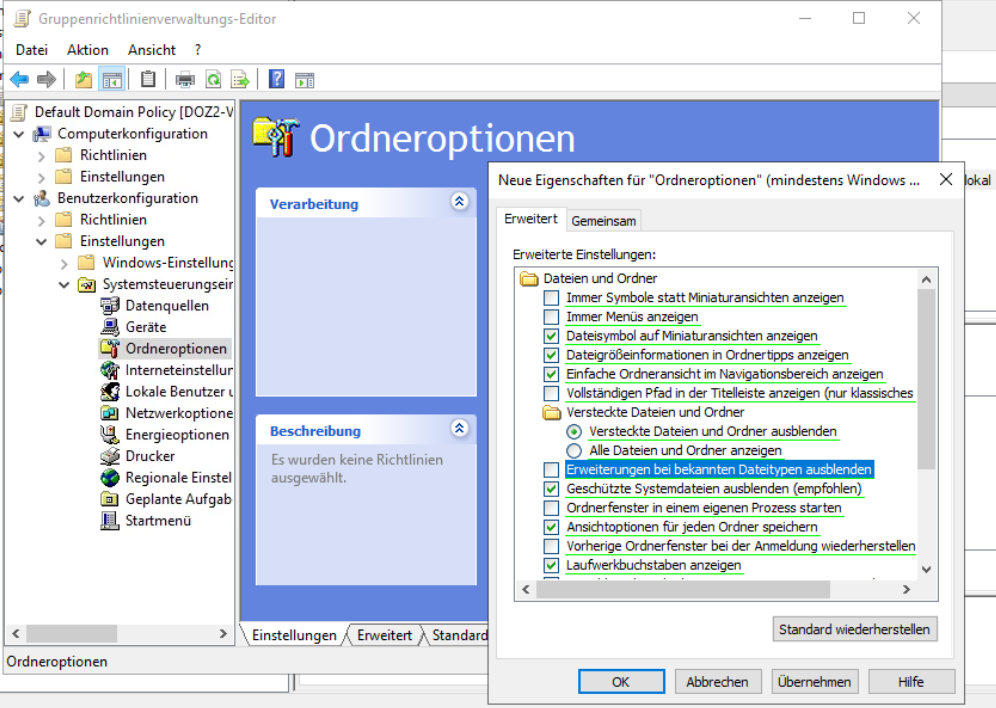 Gruppenrichtlinienverwaltungs-Editor
Datei Aktion Ansicht ?
Default Domain Policy [DOZ2-V
Computerkonfiguration
Richtlinien
Einstellungen
Benutzerkonfiguration
Richtlinien
Einstellungen
Windows-Einstellung
Systemsteuerungsein
Datenquellen
Geräte
Ordneroptionen
Interneteinstellur
Lokale Benutzer u
Netzwerkoptione
Energieoptionen
Drucker
Regionale Einstel
Geplante Aufgab
Startmenü
Ordneroptionen
Verarbeitung
Beschreibung
Es wurden keine Richtlinien
ausgewählt.
Einstellungen Erweitert Standard
Ordneroptionen
Neue Eigenschaften für "Ordneroptionen" (mindestens Windows ...
lokal
Erweitert Gemeinsam
Erweiterte Einstellungen:
Dateien und Ordner
Immer Symbole statt Miniaturansichten anzeigen
Immer Menüs anzeigen
Dateisymbol auf Miniaturansichten anzeigen
Dateigrößeinformationen in Ordnertipps anzeigen
Einfache Ordneransicht im Navigationsbereich anzeigen
Vollständigen Pfad in der Titelleiste anzeigen (nur klassisches
Versteckte Dateien und Ordner
Versteckte Dateien und Ordner ausblenden
Alle Dateien und Ordner anzeigen
Erweiterungen bei bekannten Dateitypen ausblenden
Geschützte Systemdateien ausblenden (empfohlen)
Ordnerfenster in einem eigenen Prozess starten
Ansichtoptionen für jeden Ordner speichern
Vorherige Ordnerfenster bei der Anmeldung wiederherstellen
Laufwerkbuchstaben anzeigen
Standard wiederherstellen
OK Abbrechen Übernehmen Hilfe